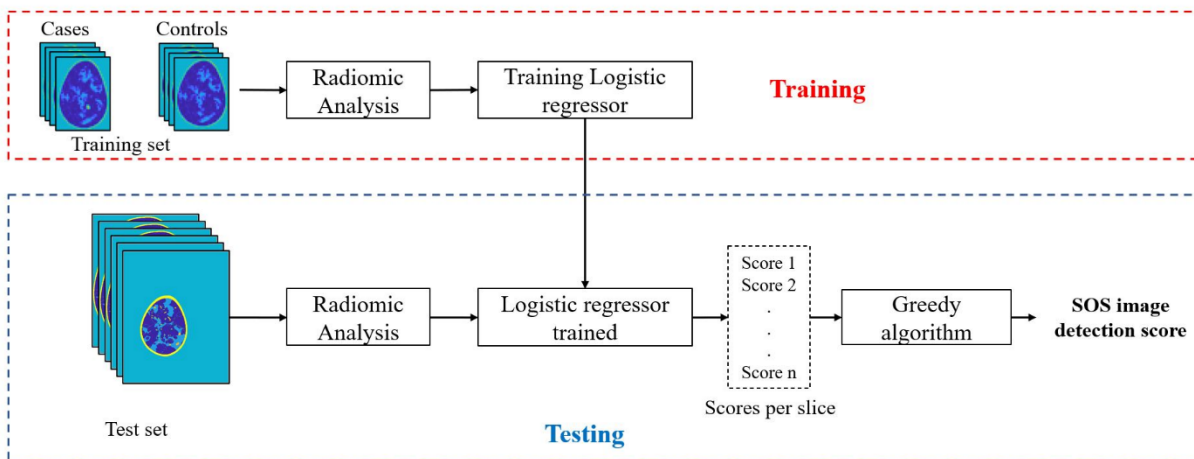 Cases
Controls
Training set
Radiomic
Analysis
Training Logistic
regressor
Training
Test set
Radiomic
Analysis
Logistic regressor
trained
Score 1
Score 2
.
.
.
Score n
Scores per slice
Greedy
algorithm
SOS image
detection score
Testing